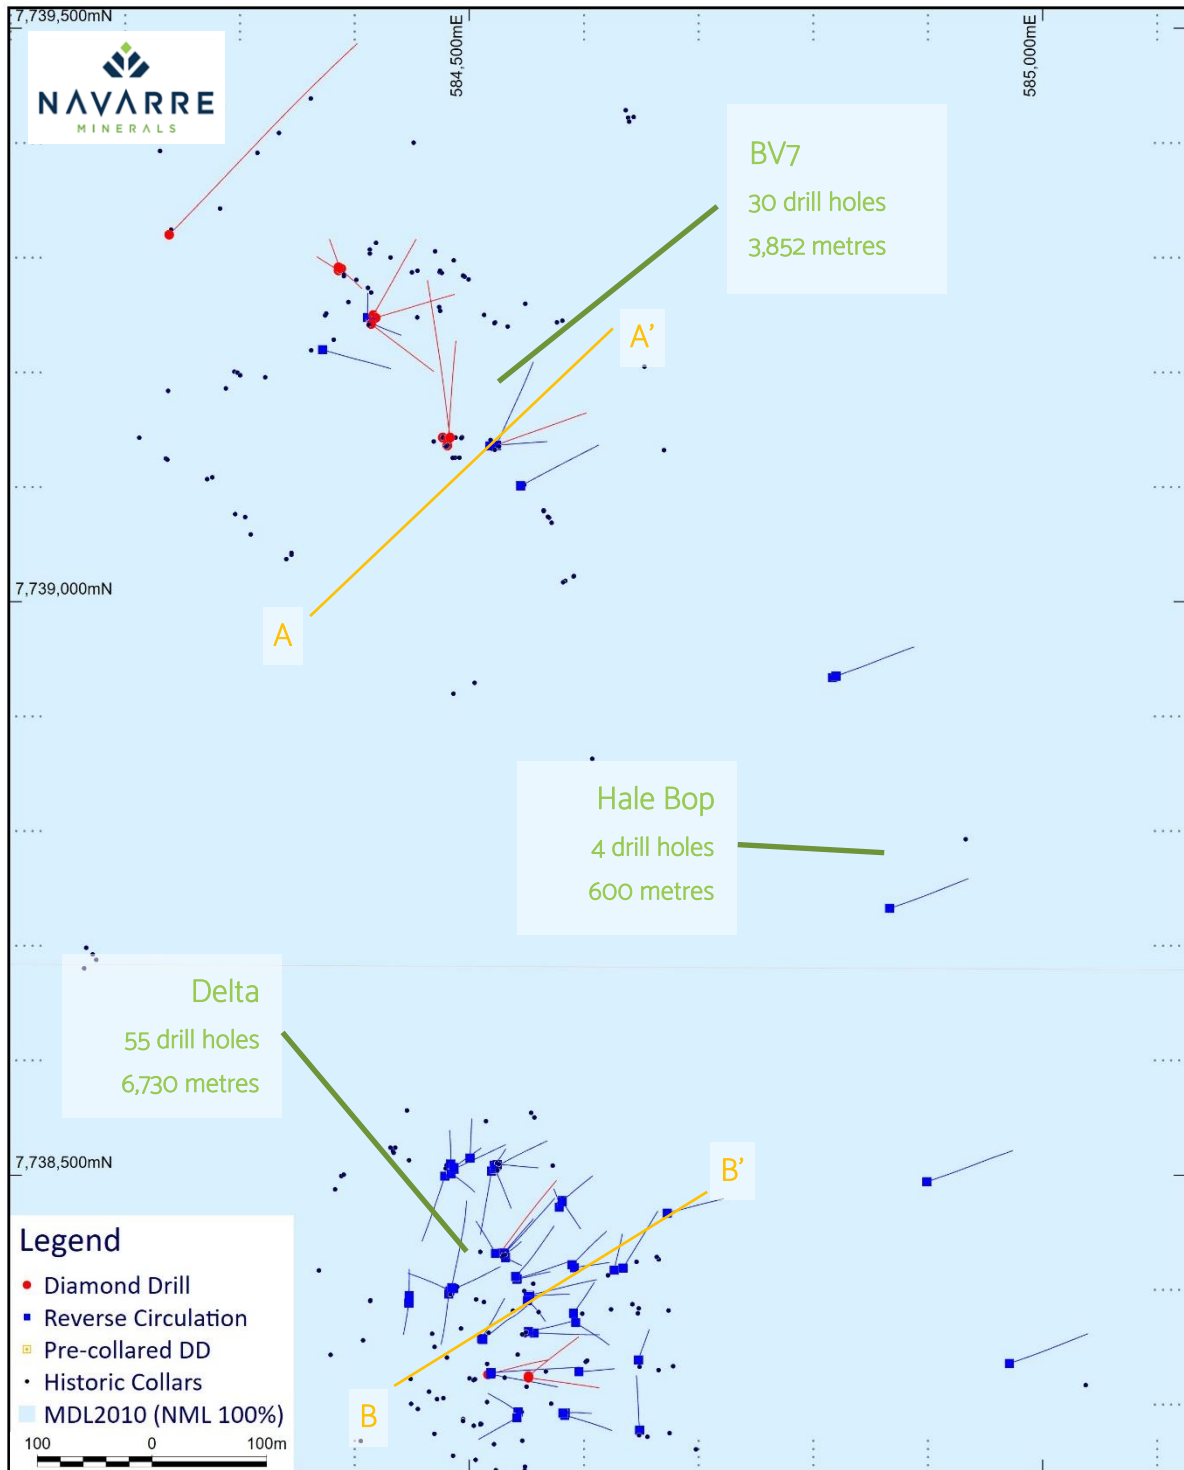 7,739,500mN
584,500mE
585,000mE
NAVARRE
MINERALS
BV7
30 drill holes
3,852 metres
A'
7,739,000mN
A
Hale Bop
4 drill holes
600 metres
Delta
55 drill holes
6,730 metres
7,738,500mN
B'
B
Legend
Diamond Drill
Reverse Circulation
Pre-collared DD
Historic Collars
MDL2010 (NML 100%)
100 0 100m